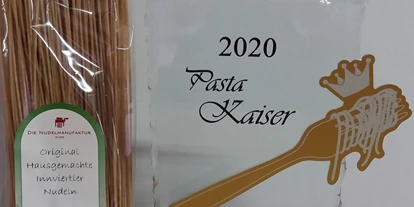 2020
Pasta
Kaiser
DIE NUDELMANUFAKTUR
Original
Hausgemachte
Innviertler
Nudeln